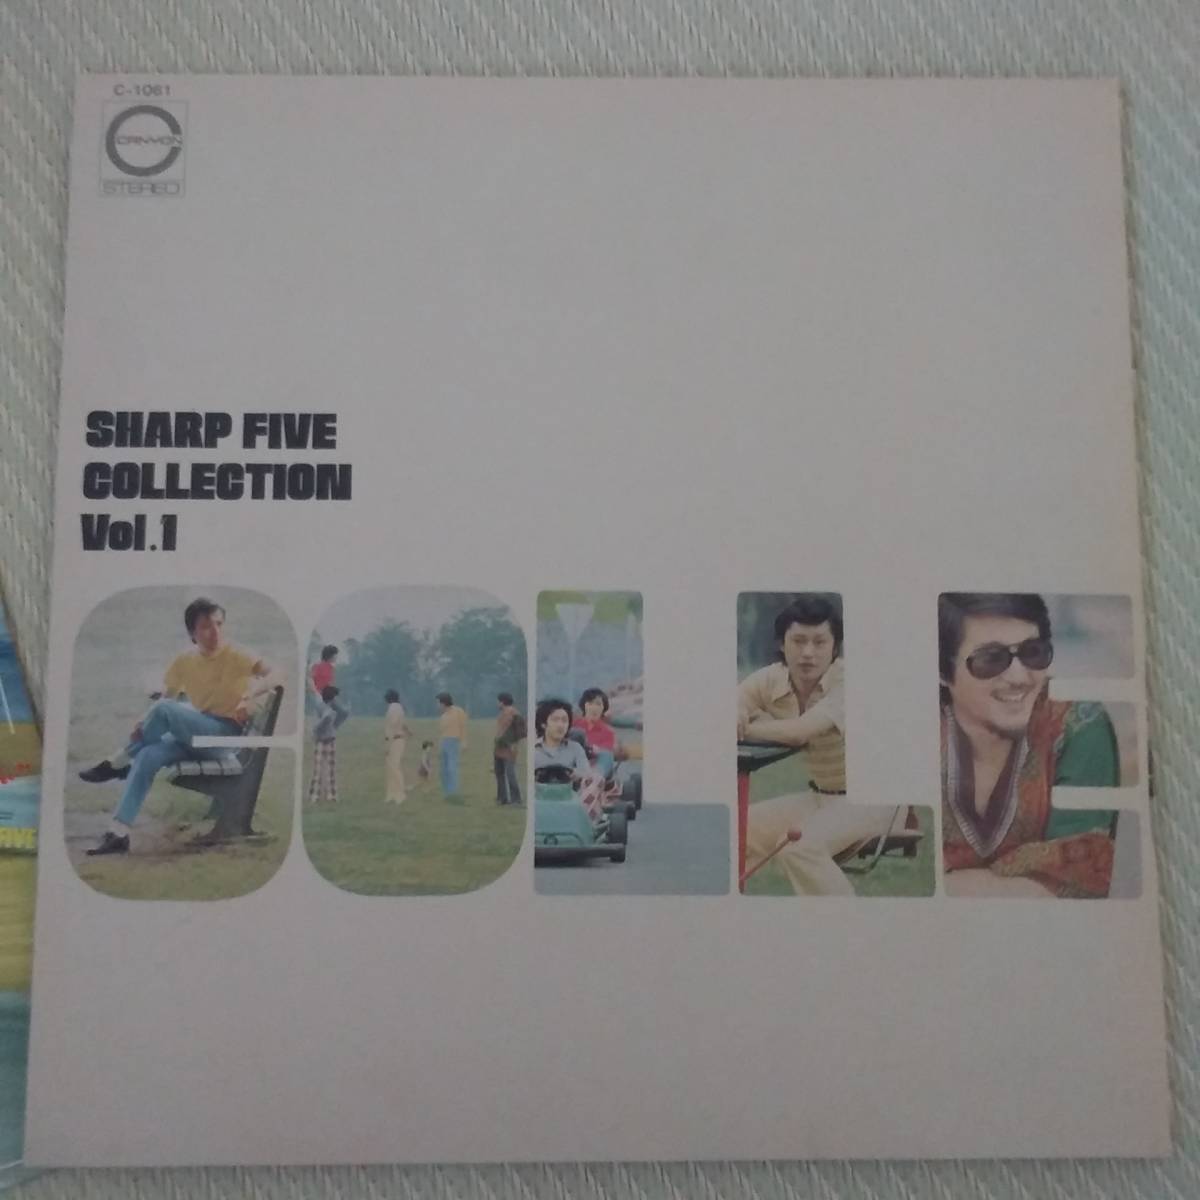 C-1061
CANYON
STEREO
SHARP FIVE
COLLECTION
Vol.1
COLLE